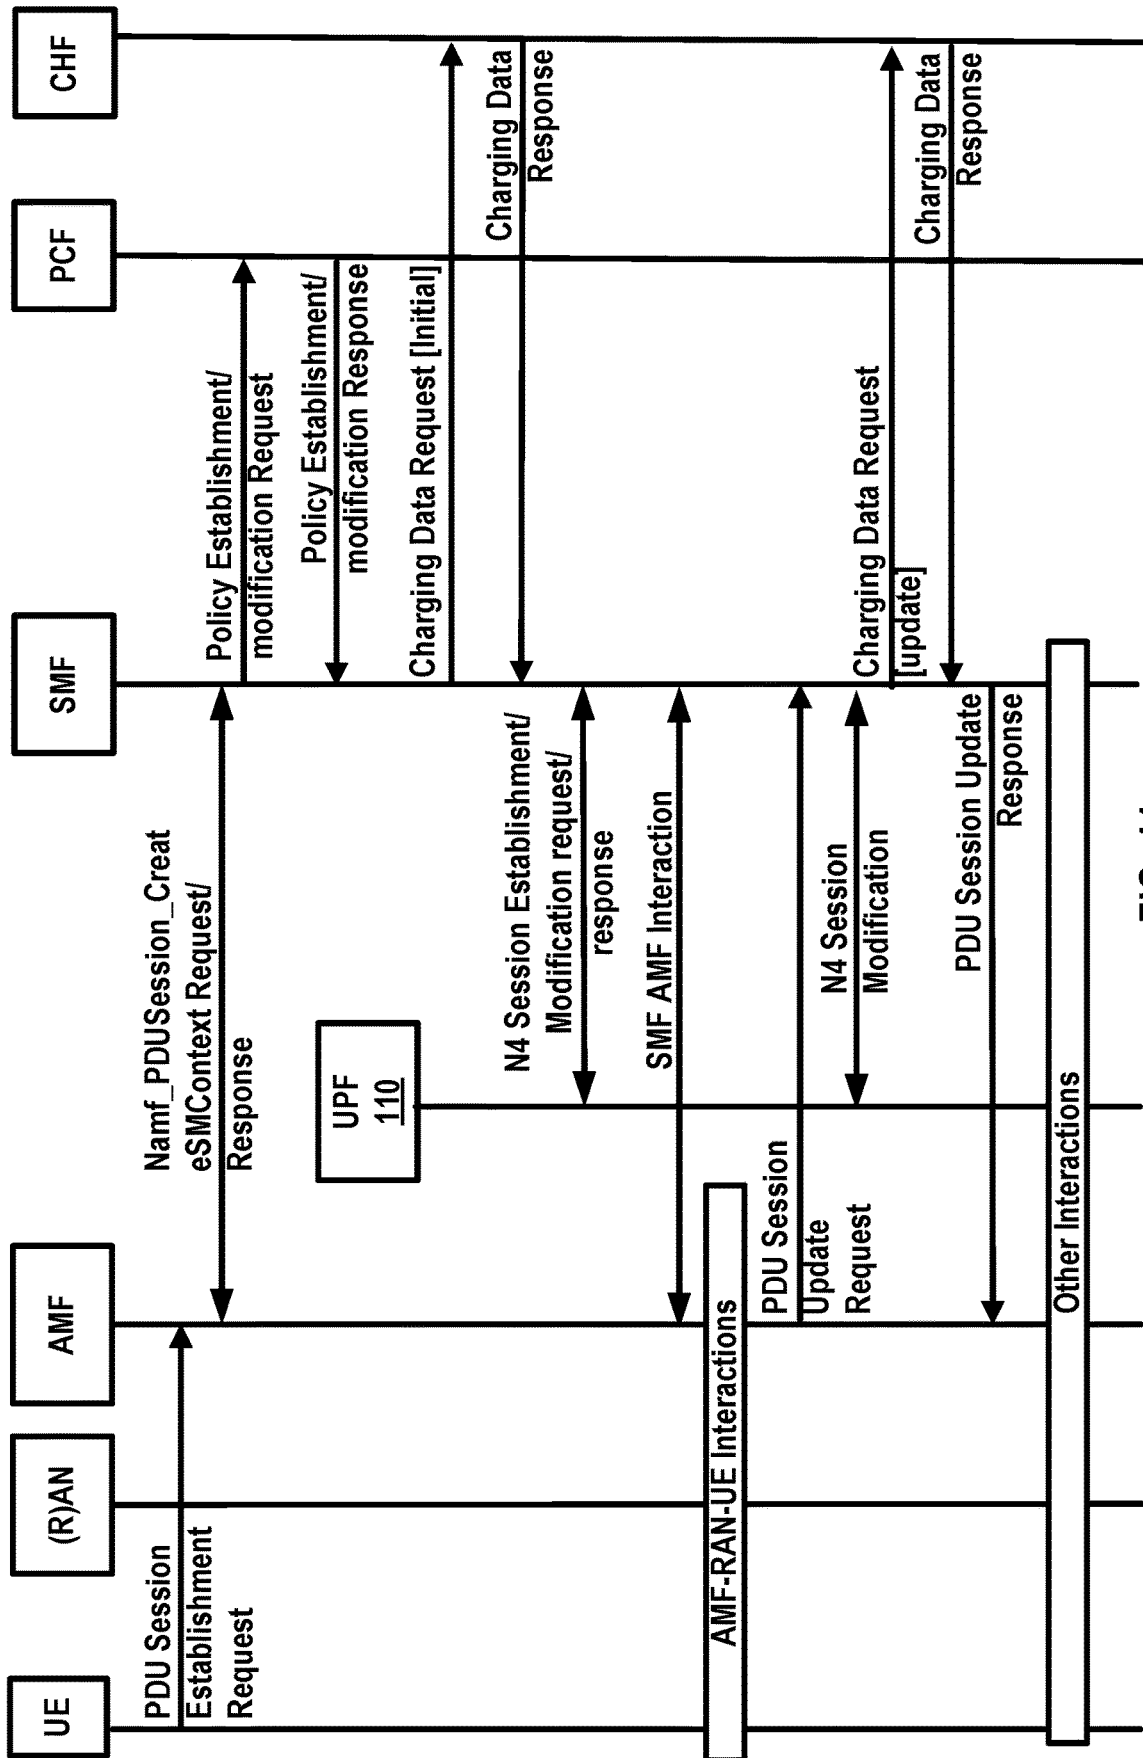 UE
(R)AN
AMF
SMF
PCF
CHF
UPF
110
PDU Session
Establishment
Request
Namf_PDUSession_Creat
eSMContext Request/
Response
Policy Establishment/
modification Request
Policy Establishment/
modification Response
Charging Data Request [Initial]
Charging Data
Response
N4 Session Establishment/
Modification request/
response
SMF AMF Interaction
AMF-RAN-UE Interactions
PDU Session
Update
Request
N4 Session
Modification
Charging Data Request
[update]
Charging Data
Response
PDU Session Update
Response
Other Interactions